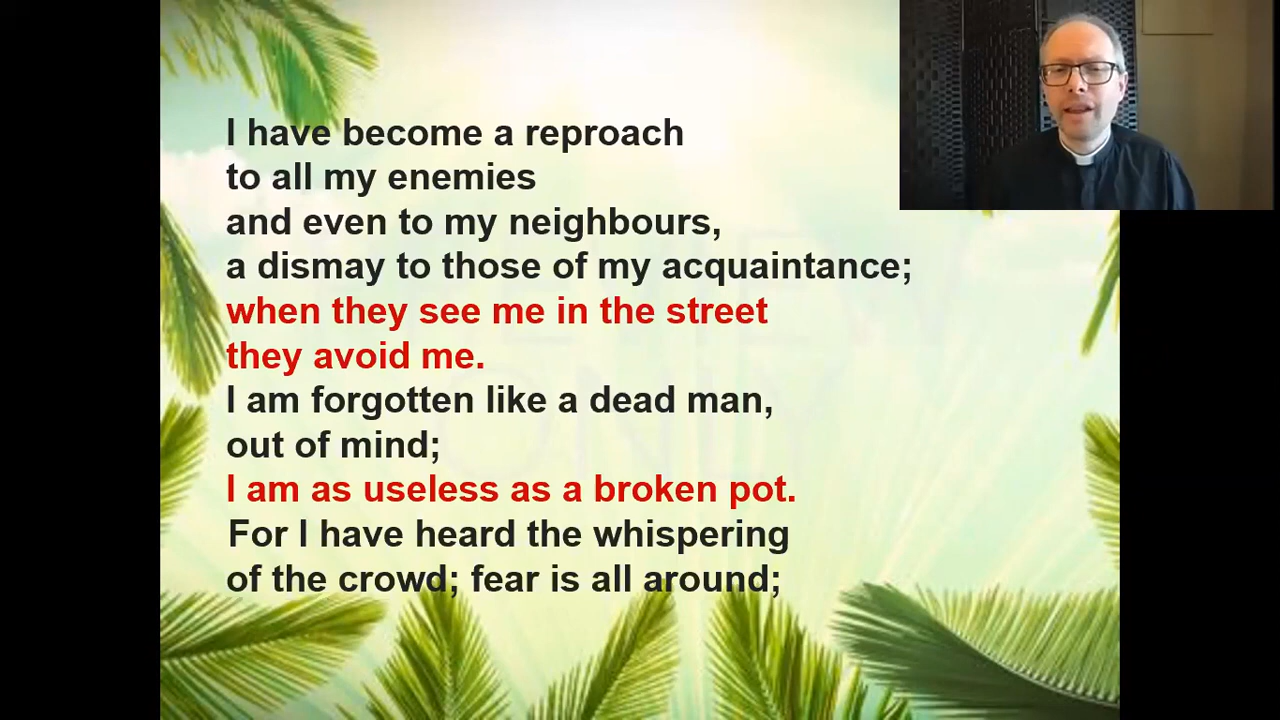 I have become a reproach
to all my enemies
and even to my neighbours,
a dismay to those of my acquaintance;
when they see me in the street
they avoid me.
I am forgotten like a dead man,
out of mind;
I am as useless as a broken pot.
For I have heard the whispering
of the crowd; fear is all around;